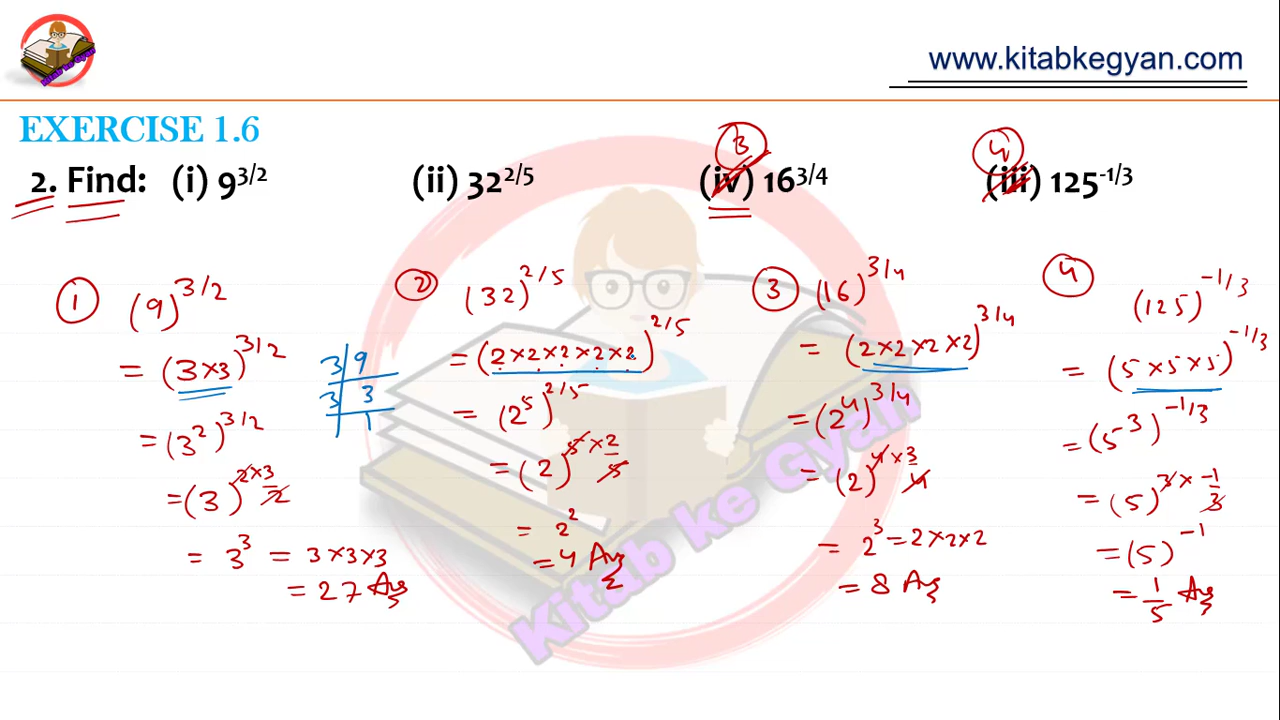 Kitab ke Gyan
www.kitabkegyan.com
EXERCISE 1.6
2. Find: (i) 9^{3/2} (ii) 32^{2/5} (iv) 3 16^{3/4} (iii) 4 125^{-1/3}
① (9)^{3/2}
= (3×3)^{3/2}
3 | 9
3 | 3
| 1
= (3^2)^{3/2}
= (3)^{2×3/2}
= 3^3 = 3×3×3
= 27 Ans
② (32)^{2/5}
= (2×2×2×2×2)^{2/5}
= (2^5)^{2/5}
= (2)^{5×2/5}
= 2^2
= 4 Ans
③ (16)^{3/4}
= (2×2×2×2)^{3/4}
= (2^4)^{3/4}
= (2)^{4×3/4}
= 2^3 = 2×2×2
= 8 Ans
④ (125)^{-1/3}
= (5×5×5)^{-1/3}
= (5^{-3})^{-1/3}
= (5)^{3×-1/3}
= (5)^{-1}
= 1/5 Ans
Kitab ke Gyan